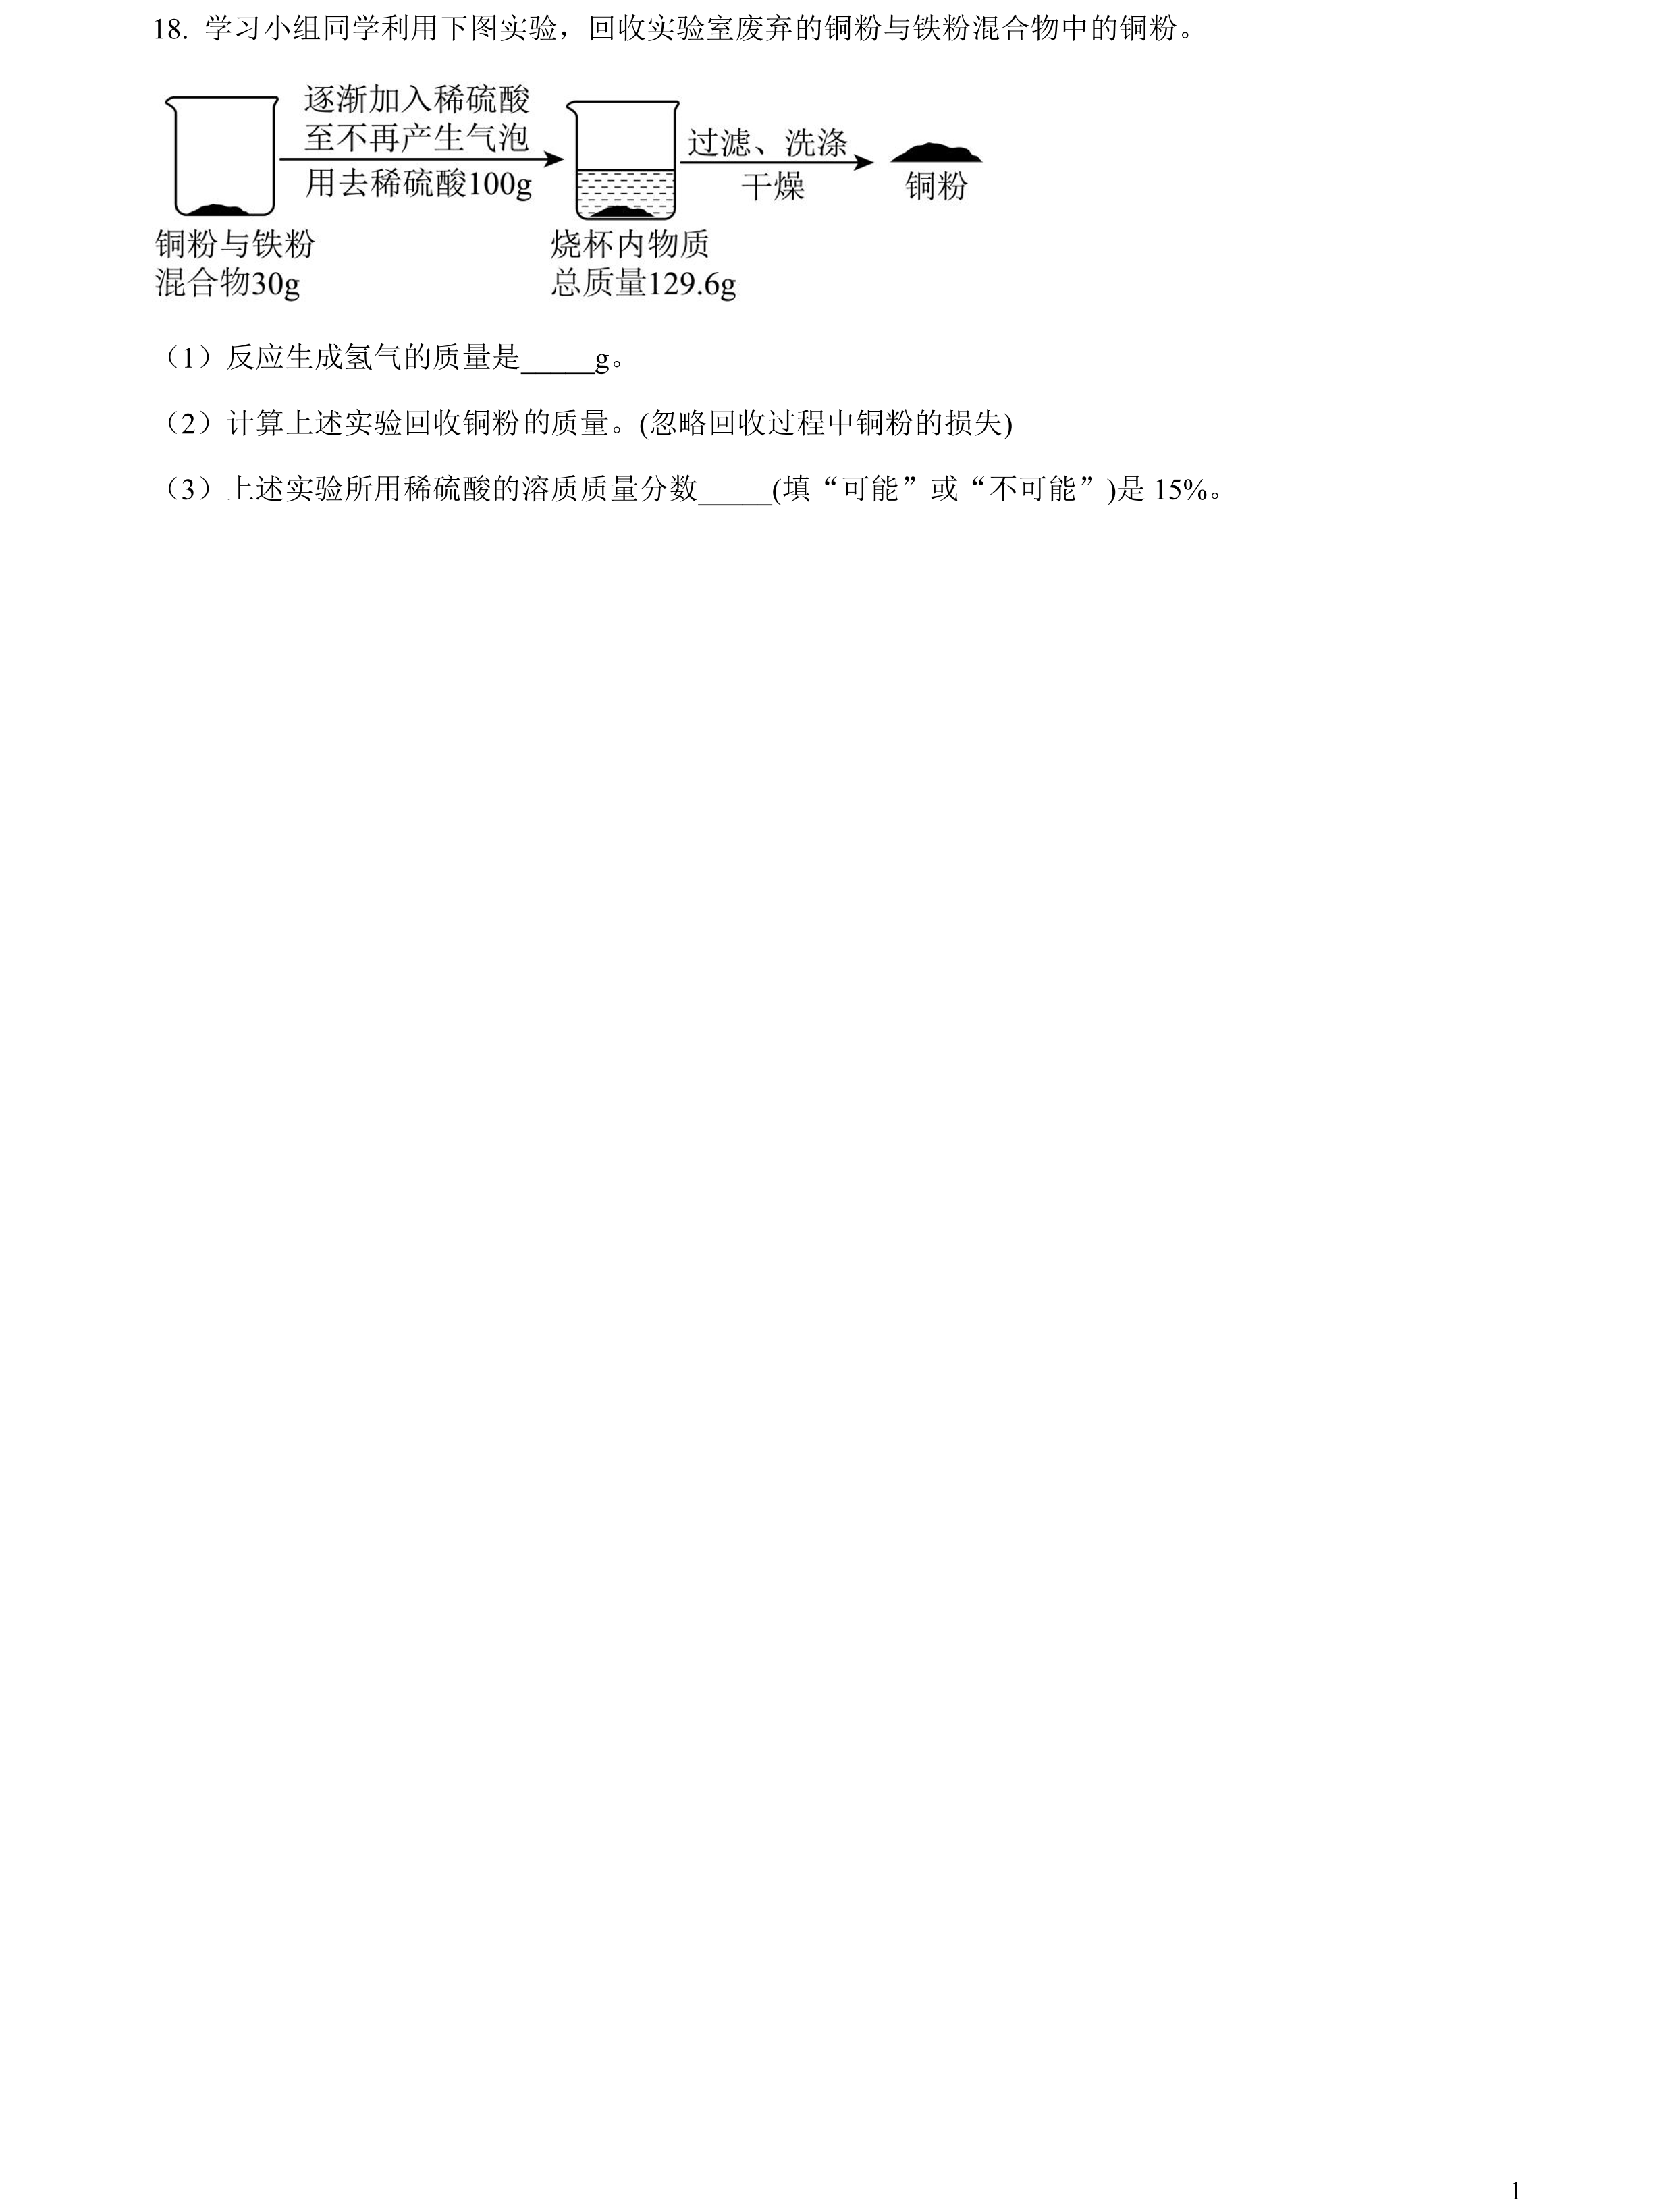 18. 学习小组同学利用下图实验，回收实验室废弃的铜粉与铁粉混合物中的铜粉。
逐渐加入稀硫酸
至不再产生气泡
用去稀硫酸100g
过滤、洗涤
干燥
铜粉
铜粉与铁粉
混合物30g
烧杯内物质
总质量129.6g
（1）反应生成氢气的质量是_____g。
（2）计算上述实验回收铜粉的质量。(忽略回收过程中铜粉的损失)
（3）上述实验所用稀硫酸的溶质质量分数_____(填“可能”或“不可能”)是 15%。
1